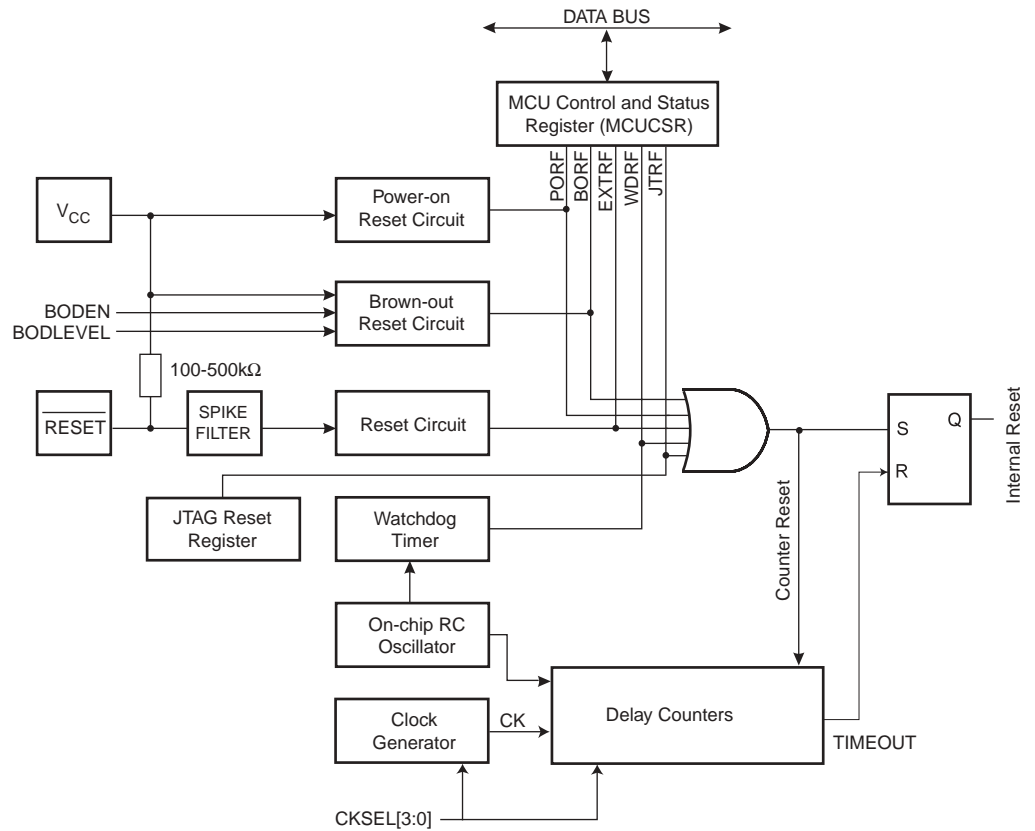 DATA BUS
MCU Control and Status
Register (MCUCSR)
PORF
BORF
EXTRF
WDRF
JTRF
VCC
Power-on
Reset Circuit
BODEN
BODLEVEL
Brown-out
Reset Circuit
100-500kΩ
RESET
SPIKE
FILTER
Reset Circuit
S
Q
R
Internal Reset
JTAG Reset
Register
Watchdog
Timer
Counter Reset
On-chip RC
Oscillator
Clock
Generator
CK
Delay Counters
TIMEOUT
CKSEL[3:0]